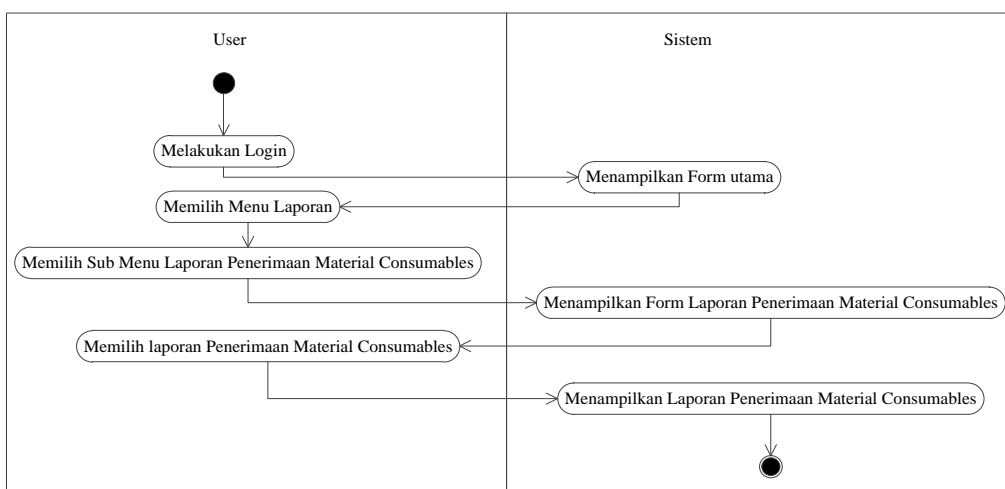 User
Sistem
Melakukan Login
Menampilkan Form utama
Memilih Menu Laporan
Memilih Sub Menu Laporan Penerimaan Material Consumables
Menampilkan Form Laporan Penerimaan Material Consumables
Memilih laporan Penerimaan Material Consumables
Menampilkan Laporan Penerimaan Material Consumables